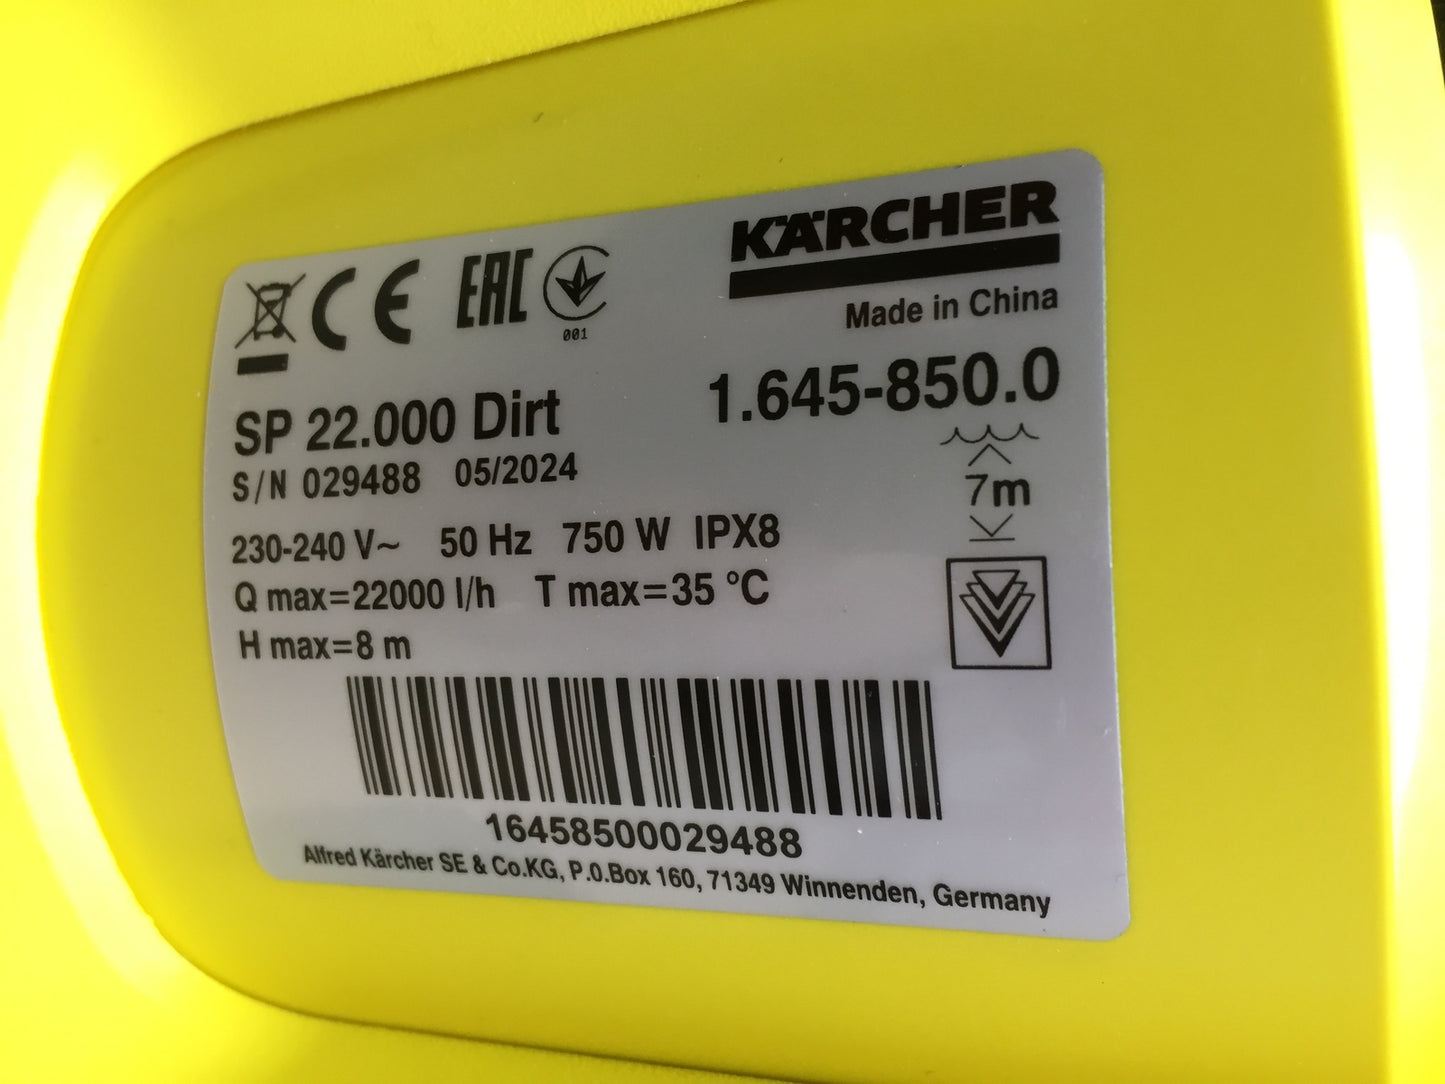 KÄRCHER
Made in China
CE EAC
001
SP 22.000 Dirt 1.645-850.0
S/N 029488 05/2024
7m
230-240 V~ 50 Hz 750 W IPX8
Q max=22000 l/h T max=35 °C
H max=8 m
16458500029488
Alfred Kärcher SE & Co.KG, P.O.Box 160, 71349 Winnenden, Germany